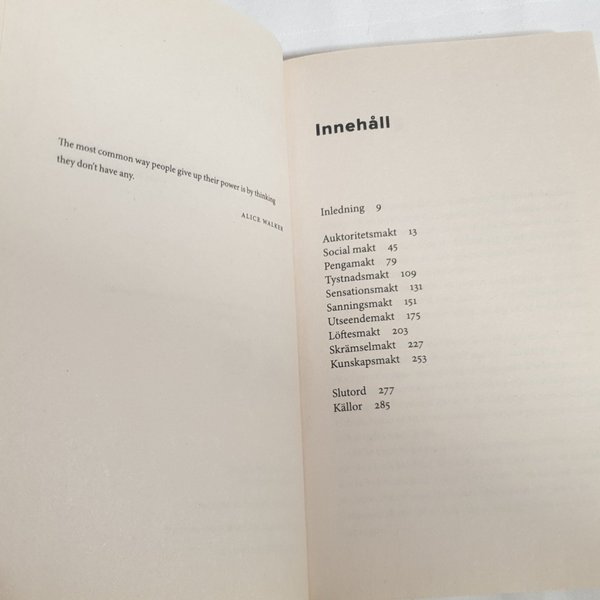 The most common way people give up their power is by thinking
they don't have any.
ALICE WALKER
Innehåll
Inledning 9
Auktoritetsmakt 13
Social makt 45
Pengamakt 79
Tystnadsmakt 109
Sensationsmakt 131
Sanningsmakt 151
Utseendemakt 175
Löftesmakt 203
Skrämselmakt 227
Kunskapsmakt 253
Slutord 277
Källor 285